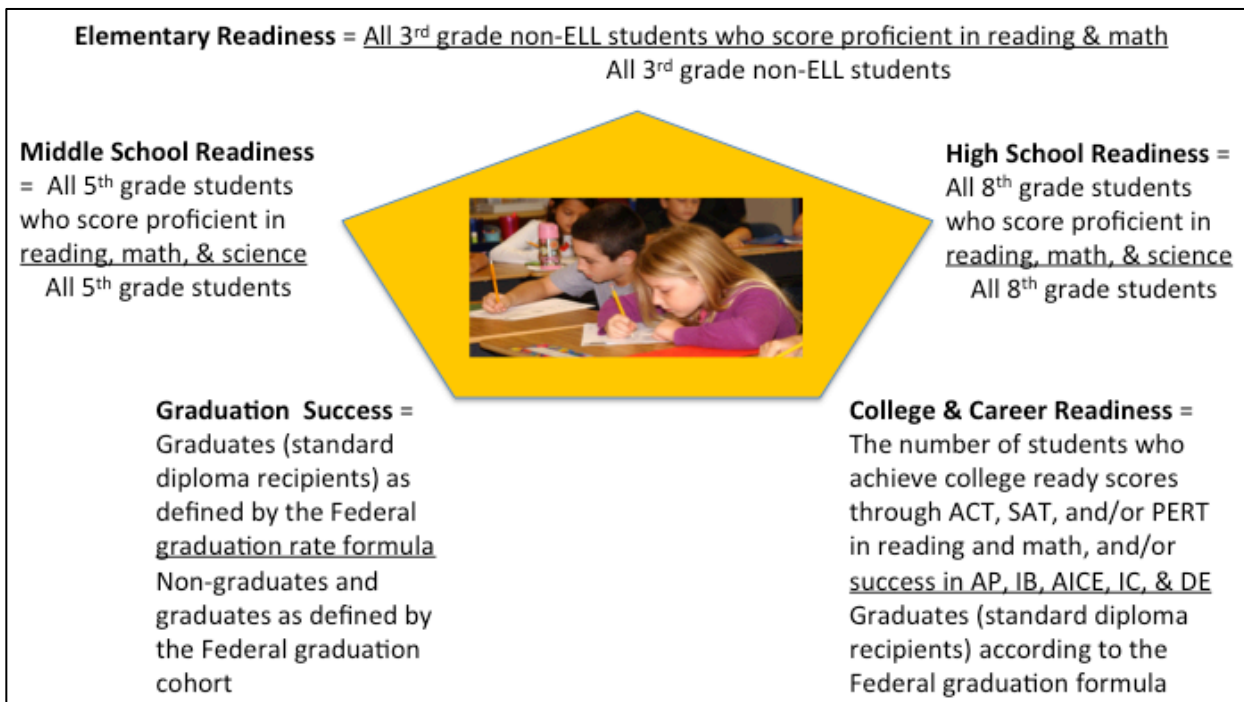 Elementary Readiness = All 3rd grade non-ELL students who score proficient in reading & math
All 3rd grade non-ELL students
Middle School Readiness
= All 5th grade students
who score proficient in
reading, math, & science
All 5th grade students
High School Readiness =
All 8th grade students
who score proficient in
reading, math, & science
All 8th grade students
Graduation Success =
Graduates (standard
diploma recipients) as
defined by the Federal
graduation rate formula
Non-graduates and
graduates as defined by
the Federal graduation
cohort
College & Career Readiness =
The number of students who
achieve college ready scores
through ACT, SAT, and/or PERT
in reading and math, and/or
success in AP, IB, AICE, IC, & DE
Graduates (standard diploma
recipients) according to the
Federal graduation formula